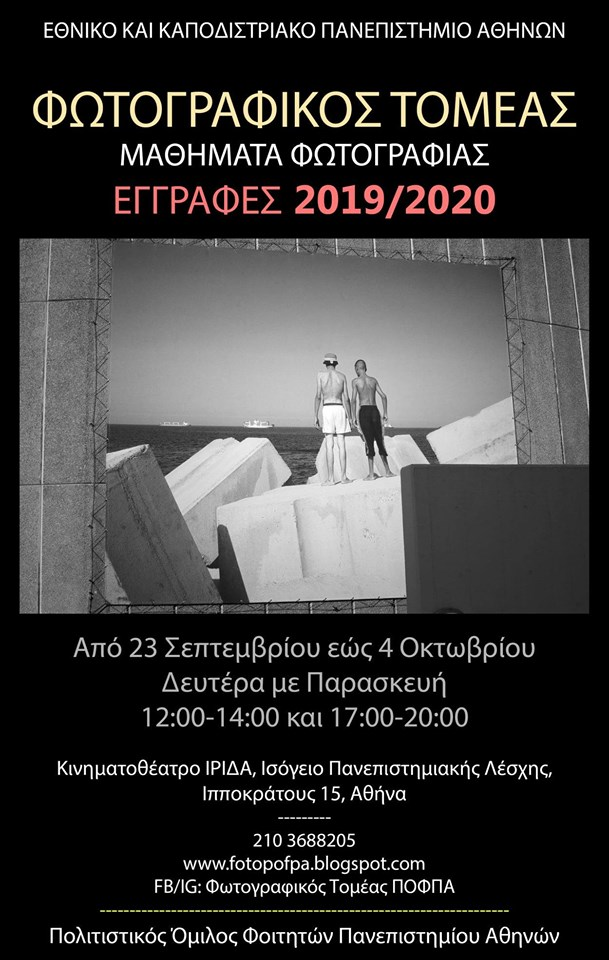 ΕΘΝΙΚΟ ΚΑΙ ΚΑΠΟΔΙΣΤΡΙΑΚΟ ΠΑΝΕΠΙΣΤΗΜΙΟ ΑΘΗΝΩΝ
ΦΩΤΟΓΡΑΦΙΚΟΣ ΤΟΜΕΑΣ
ΜΑΘΗΜΑΤΑ ΦΩΤΟΓΡΑΦΙΑΣ
ΕΓΓΡΑΦΕΣ 2019/2020
Από 23 Σεπτεμβρίου εώς 4 Οκτωβρίου
Δευτέρα με Παρασκευή
12:00-14:00 και 17:00-20:00
Κινηματοθέατρο ΙΡΙΔΑ, Ισόγειο Πανεπιστημιακής Λέσχης,
Ιπποκράτους 15, Αθήνα
---------
210 3688205
www.fotopofpa.blogspot.com
FB/IG: Φωτογραφικός Τομέας ΠΟΦΠΑ
----------------------------------------------------------------------
Πολιτιστικός Όμιλος Φοιτητών Πανεπιστημίου Αθηνών